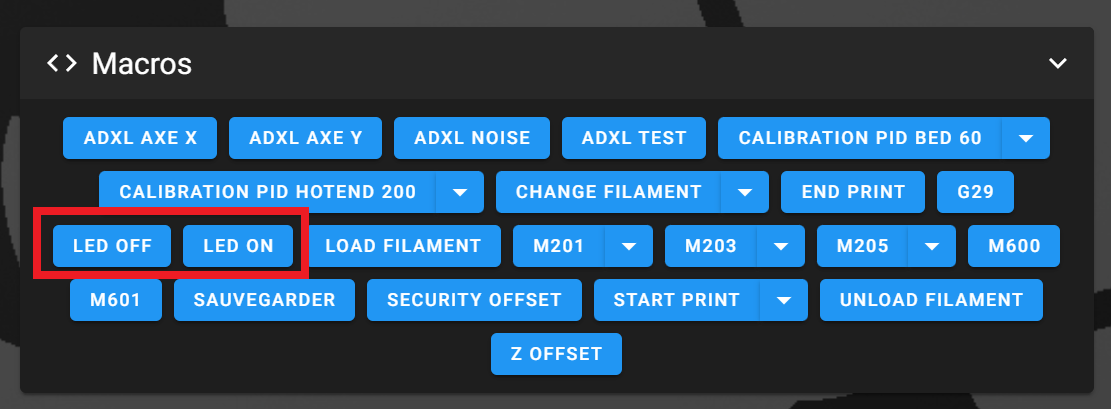 Macros
ADXL AXE X ADXL AXE Y ADXL NOISE ADXL TEST CALIBRATION PID BED 60
CALIBRATION PID HOTEND 200 CHANGE FILAMENT END PRINT G29
LED OFF LED ON LOAD FILAMENT M201 M203 M205 M600
M601 SAUVEGARDER SECURITY OFFSET START PRINT UNLOAD FILAMENT
Z OFFSET